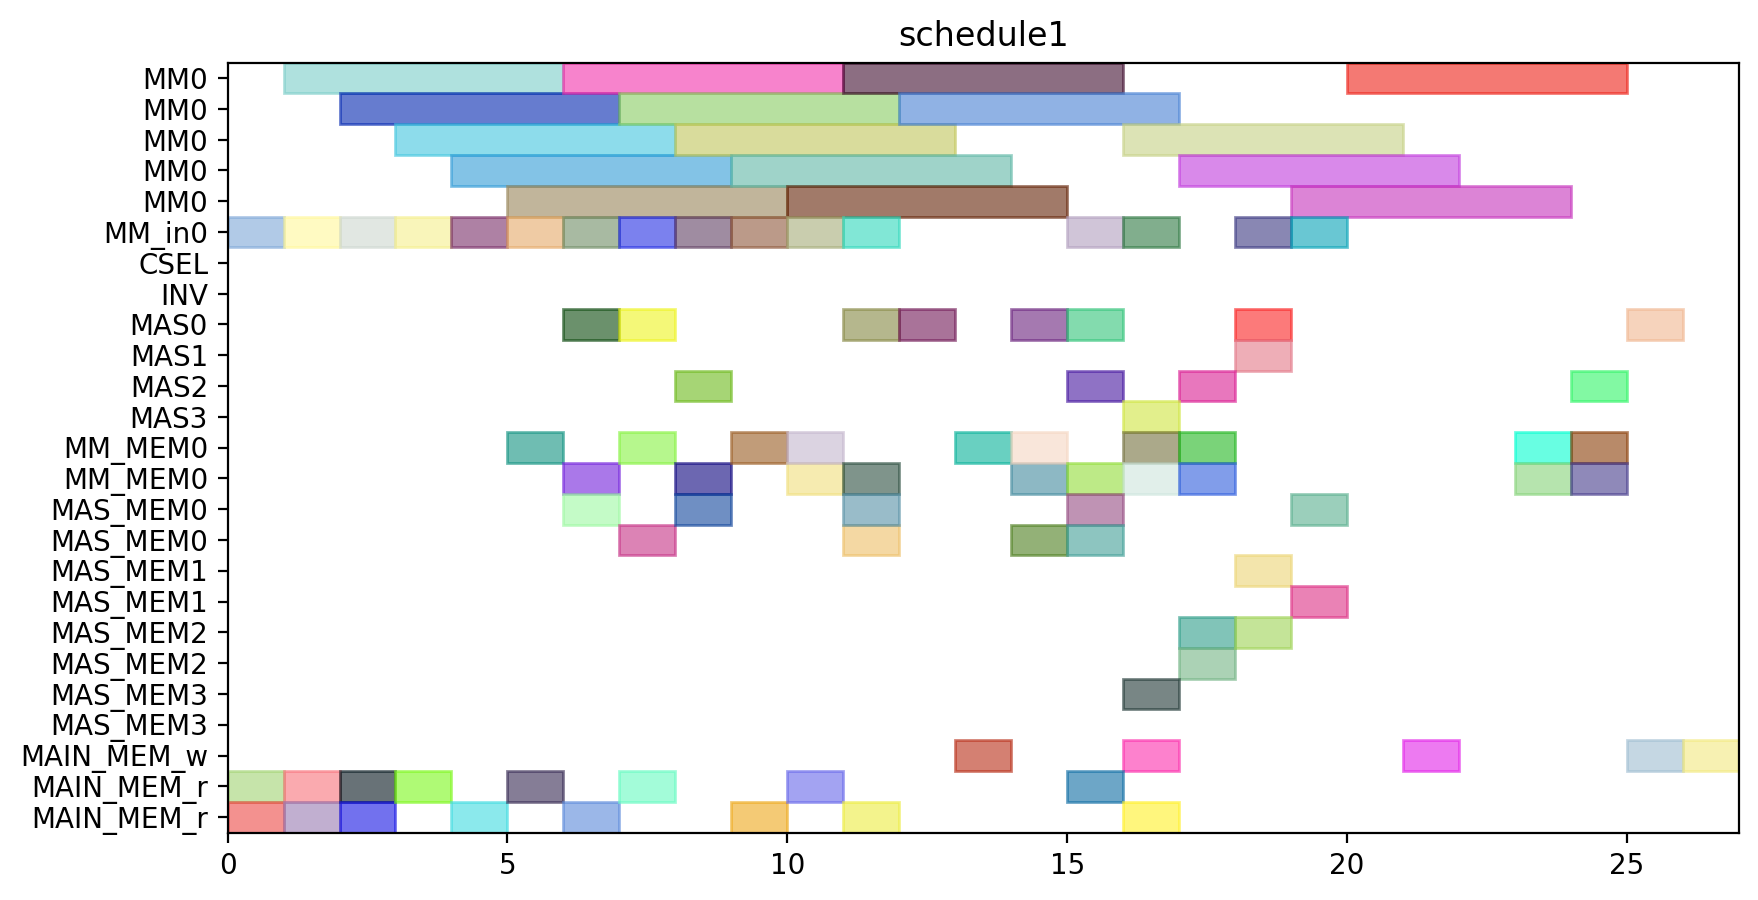 schedule1
MM0
MM0
MM0
MM0
MM0
MM_in0
CSEL
INV
MAS0
MAS1
MAS2
MAS3
MM_MEM0
MM_MEM0
MAS_MEM0
MAS_MEM0
MAS_MEM1
MAS_MEM1
MAS_MEM2
MAS_MEM2
MAS_MEM3
MAS_MEM3
MAIN_MEM_w
MAIN_MEM_r
MAIN_MEM_r
0 5 10 15 20 25